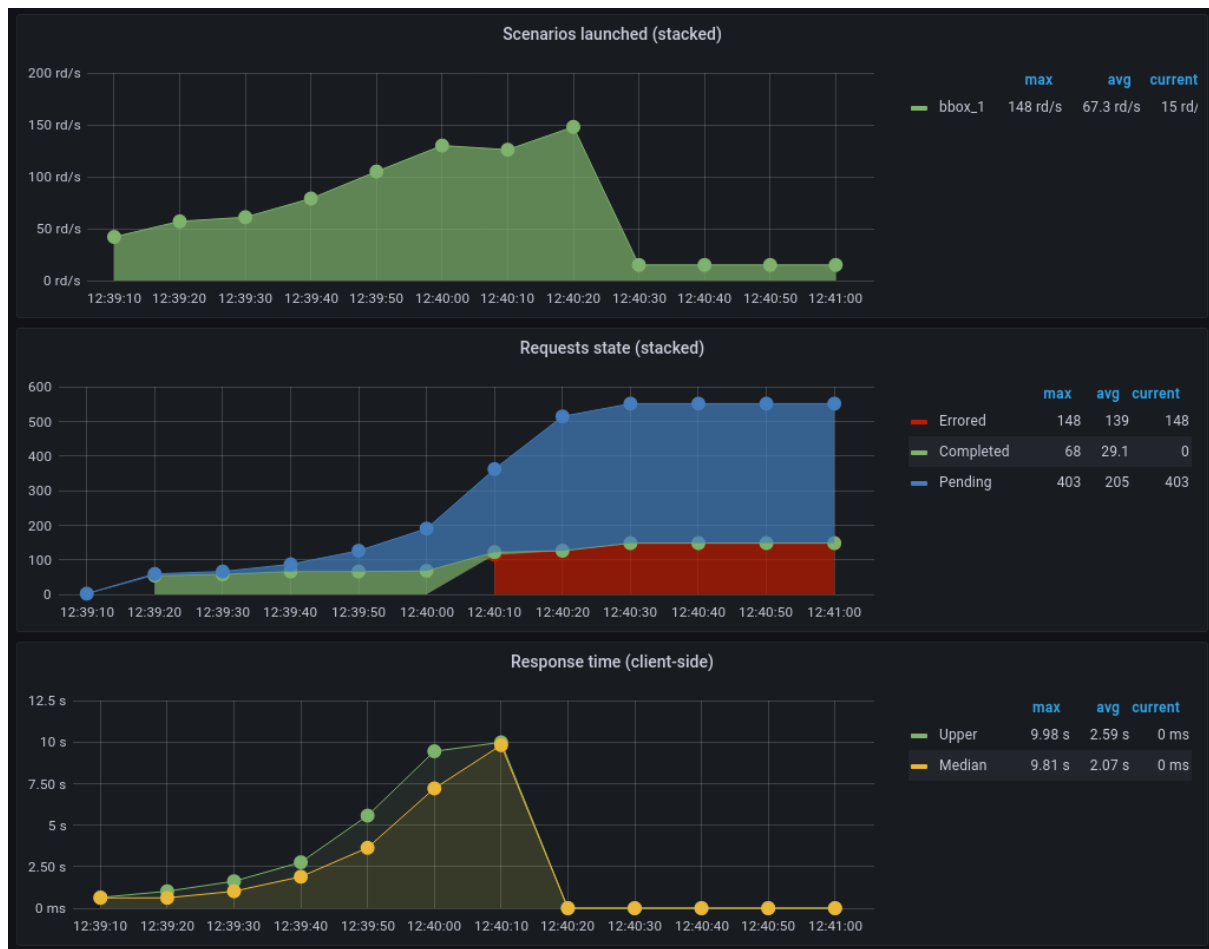 Scenarios launched (stacked)
200 rd/s
150 rd/s
100 rd/s
50 rd/s
0 rd/s
12:39:10 12:39:20 12:39:30 12:39:40 12:39:50 12:40:00 12:40:10 12:40:20 12:40:30 12:40:40 12:40:50 12:41:00
max avg current
bbox_1 148 rd/s 67.3 rd/s 15 rd/
Requests state (stacked)
600
500
400
300
200
100
0
12:39:10 12:39:20 12:39:30 12:39:40 12:39:50 12:40:00 12:40:10 12:40:20 12:40:30 12:40:40 12:40:50 12:41:00
max avg current
Errored 148 139 148
Completed 68 29.1 0
Pending 403 205 403
Response time (client-side)
12.5 s
10 s
7.50 s
5 s
2.50 s
0 ms
12:39:10 12:39:20 12:39:30 12:39:40 12:39:50 12:40:00 12:40:10 12:40:20 12:40:30 12:40:40 12:40:50 12:41:00
max avg current
Upper 9.98 s 2.59 s 0 ms
Median 9.81 s 2.07 s 0 ms